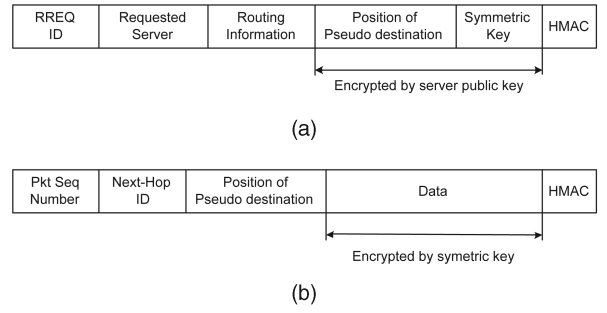 RREQ ID
Requested Server
Routing Information
Position of Pseudo destination
Symmetric Key
HMAC
Encrypted by server public key
(a)
Pkt Seq Number
Next-Hop ID
Position of Pseudo destination
Data
HMAC
Encrypted by symetric key
(b)